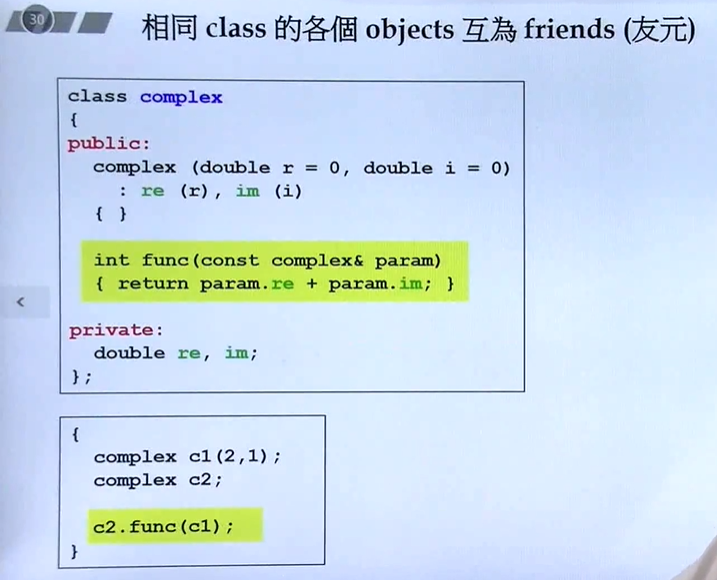 30
相同 class 的各個 objects 互為 friends (友元)
class complex
{
public:
  complex (double r = 0, double i = 0)
    : re (r), im (i)
  { }
  int func(const complex& param)
  { return param.re + param.im; }
private:
  double re, im;
};
{
  complex c1(2,1);
  complex c2;
  c2.func(c1);
}